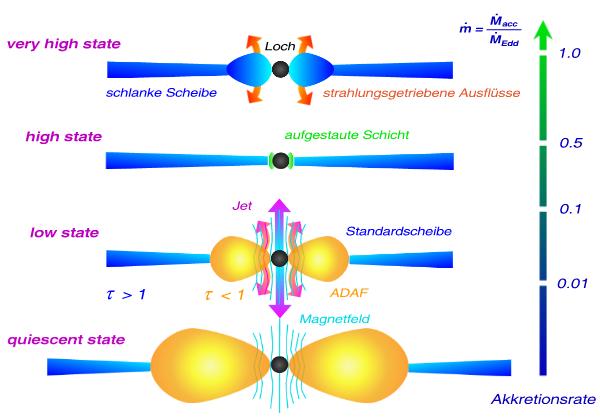 very high state
Loch
ṁ = Ṁacc / ṀEdd
1.0
schlanke Scheibe
strahlungsgetriebene Ausflüsse
high state
aufgestaute Schicht
0.5
Jet
0.1
low state
Standardscheibe
τ > 1
τ < 1
ADAF
0.01
Magnetfeld
quiescent state
Akkretionsrate